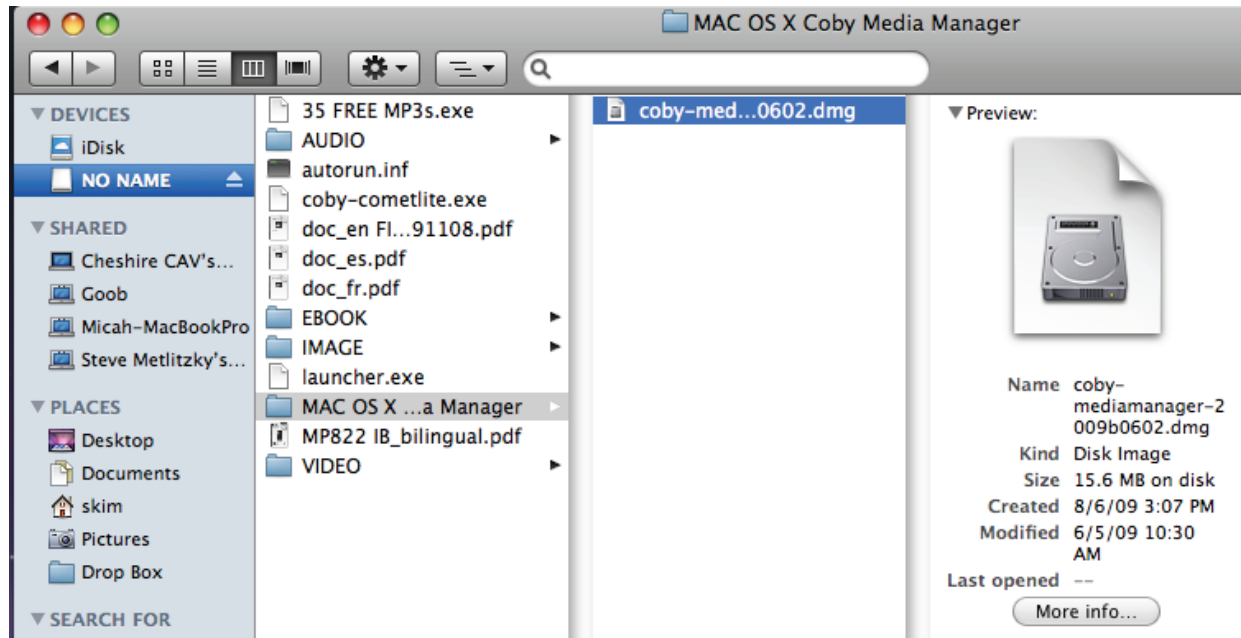 MAC OS X Coby Media Manager
DEVICES
iDisk
NO NAME
SHARED
Cheshire CAV's...
Goob
Micah-MacBookPro
Steve Metlitzky's...
PLACES
Desktop
Documents
skim
Pictures
Drop Box
SEARCH FOR
35 FREE MP3s.exe
AUDIO
autorun.inf
coby-cometlite.exe
doc_en FI...91108.pdf
doc_es.pdf
doc_fr.pdf
EBOOK
IMAGE
launcher.exe
MAC OS X ...a Manager
MP822 IB_bilingual.pdf
VIDEO
coby-med...0602.dmg
Preview:
Name coby-
mediamanager-2
009b0602.dmg
Kind Disk Image
Size 15.6 MB on disk
Created 8/6/09 3:07 PM
Modified 6/5/09 10:30
AM
Last opened --
More info...